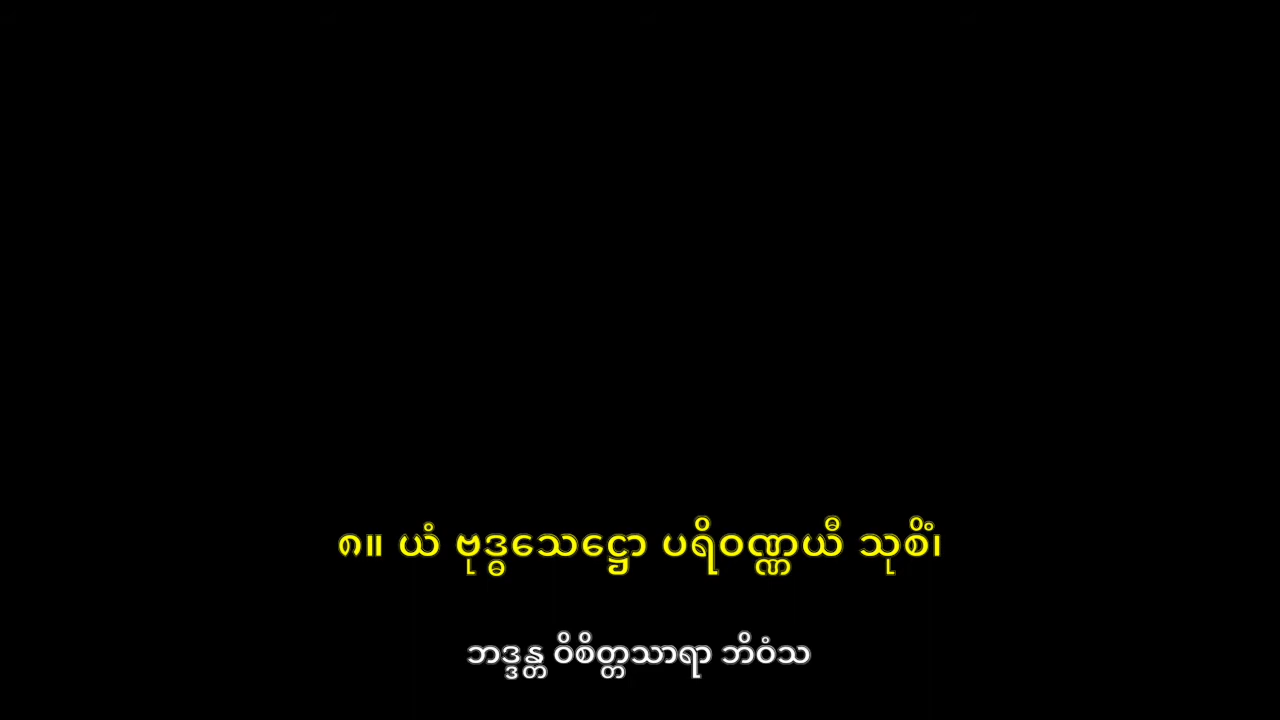 ၈။ ယံ ဗုဒ္ဓသေဋ္ဌော ပရိဝဏ္ဏယီ သုစိံ၊
ဘဒ္ဒန္တ ဝိစိတ္တသာရာ ဘိဝံသ